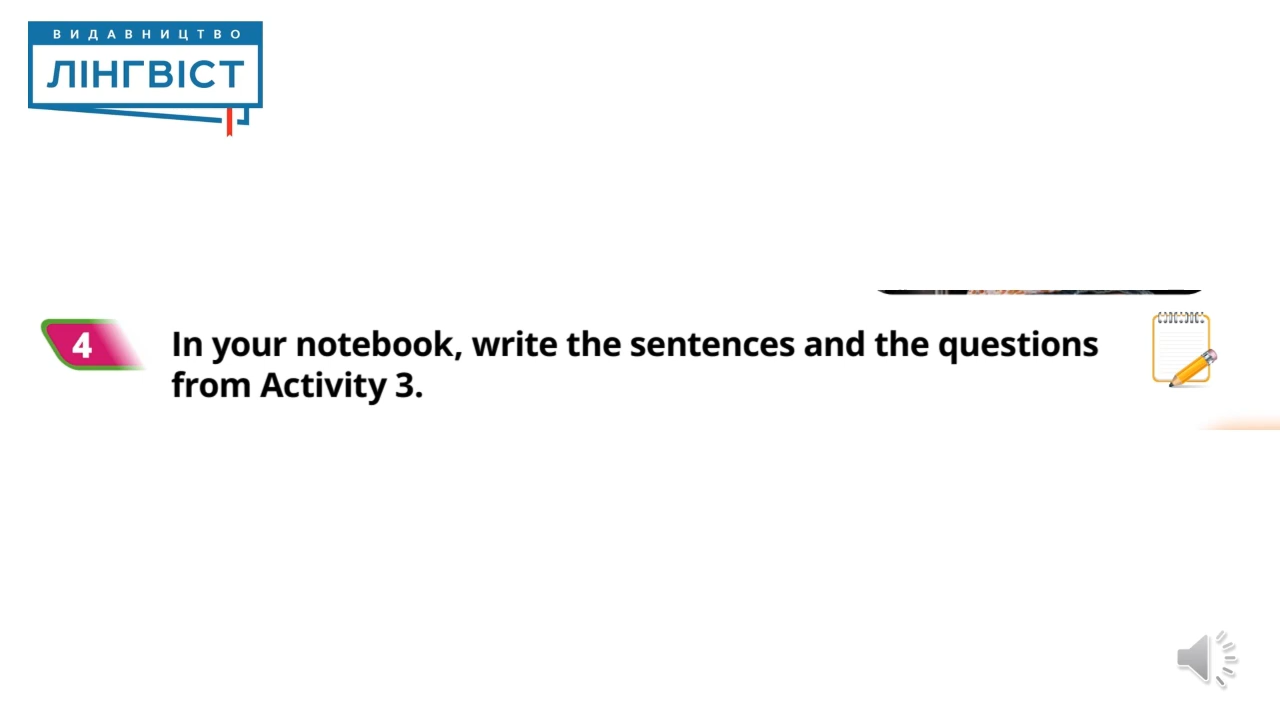 ВИДАВНИЦТВО
ЛІНГВІСТ
4
In your notebook, write the sentences and the questions
from Activity 3.